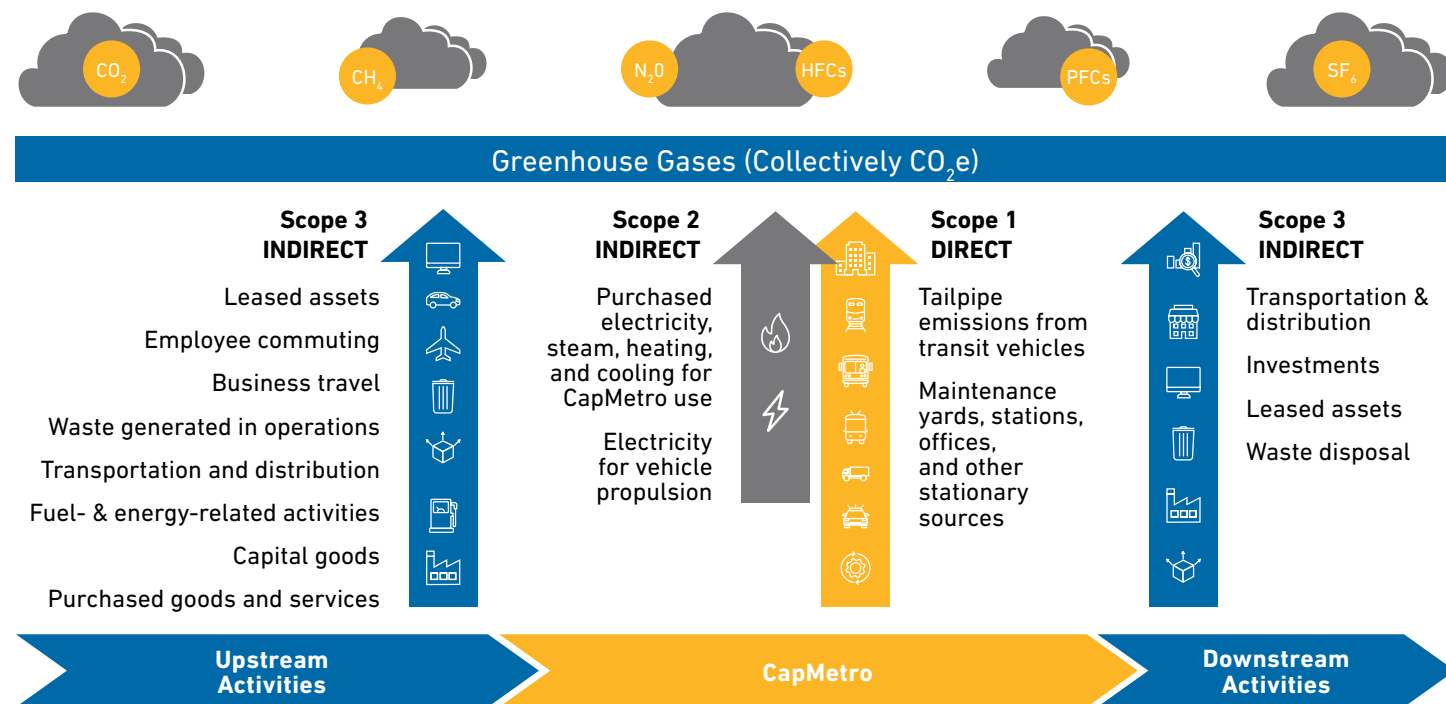 CO₂
CH₄
N₂0
HFCs
PFCs
SF₆
Greenhouse Gases (Collectively CO₂e)
Scope 3
INDIRECT
Leased assets
Employee commuting
Business travel
Waste generated in operations
Transportation and distribution
Fuel- & energy-related activities
Capital goods
Purchased goods and services
Scope 2
INDIRECT
Purchased
electricity,
steam, heating,
and cooling for
CapMetro use
Electricity
for vehicle
propulsion
Scope 1
DIRECT
Tailpipe
emissions from
transit vehicles
Maintenance
yards, stations,
offices,
and other
stationary
sources
Scope 3
INDIRECT
Transportation &
distribution
Investments
Leased assets
Waste disposal
Upstream
Activities
CapMetro
Downstream
Activities